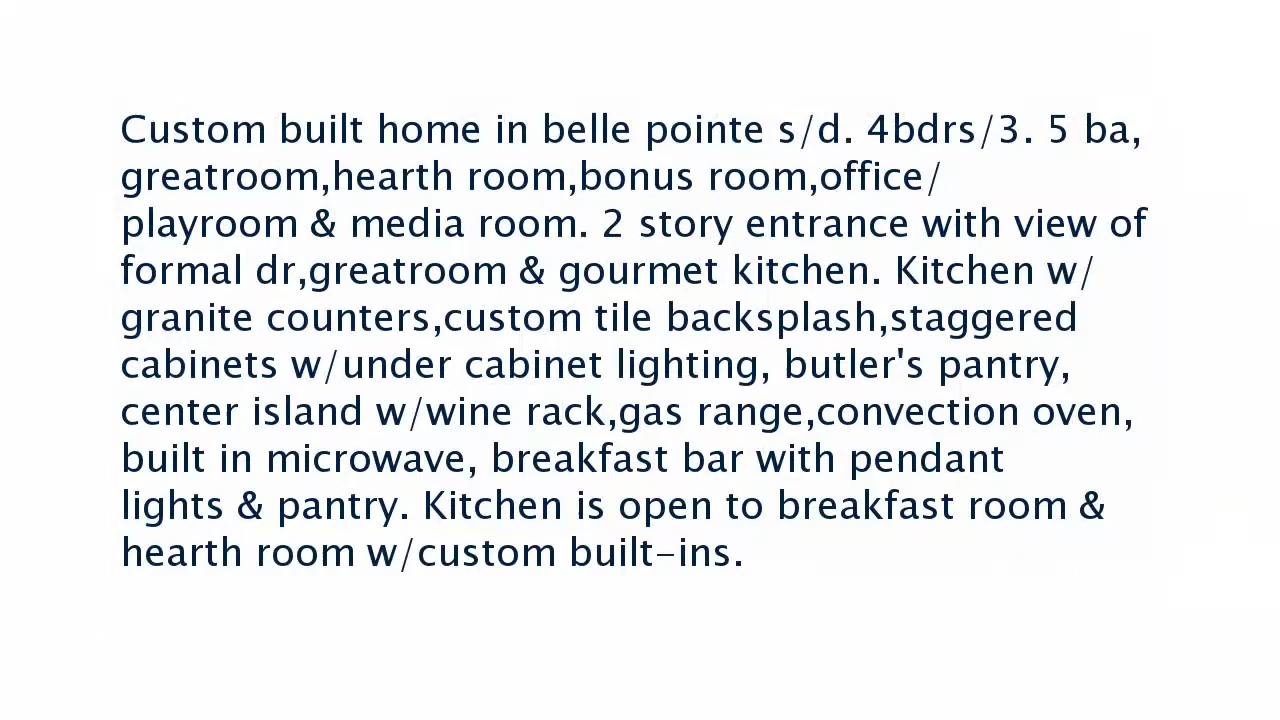 Custom built home in belle pointe s/d. 4bdrs/3. 5 ba,
greatroom,hearth room,bonus room,office/
playroom & media room. 2 story entrance with view of
formal dr,greatroom & gourmet kitchen. Kitchen w/
granite counters,custom tile backsplash,staggered
cabinets w/under cabinet lighting, butler's pantry,
center island w/wine rack,gas range,convection oven,
built in microwave, breakfast bar with pendant
lights & pantry. Kitchen is open to breakfast room &
hearth room w/custom built-ins.